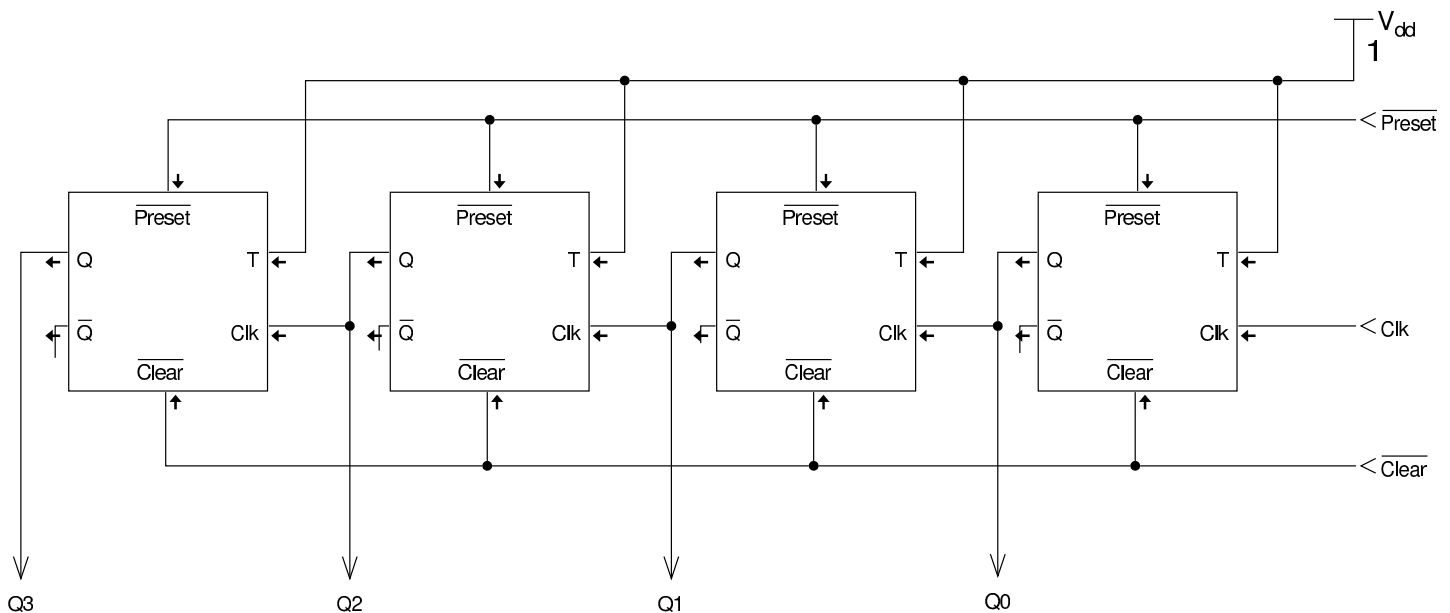 V_dd
1
Preset
Preset Preset Preset Preset
Q T Q T Q T Q T
Q Clk Q Clk Q Clk Q Clk Clk
Clear Clear Clear Clear
Clear
Q3 Q2 Q1 Q0